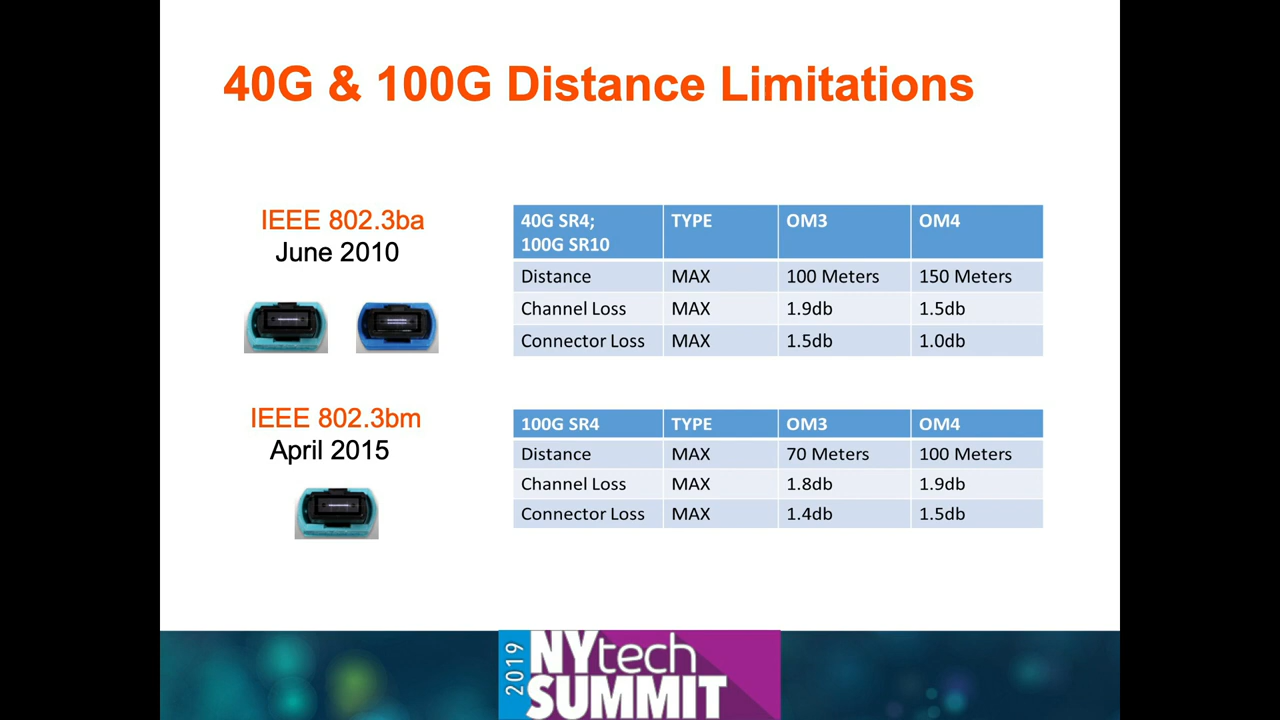 40G & 100G Distance Limitations
IEEE 802.3ba
June 2010
40G SR4; TYPE OM3 OM4
100G SR10
Distance MAX 100 Meters 150 Meters
Channel Loss MAX 1.9db 1.5db
Connector Loss MAX 1.5db 1.0db
IEEE 802.3bm
April 2015
100G SR4 TYPE OM3 OM4
Distance MAX 70 Meters 100 Meters
Channel Loss MAX 1.8db 1.9db
Connector Loss MAX 1.4db 1.5db
2019
NYtech
SUMMIT